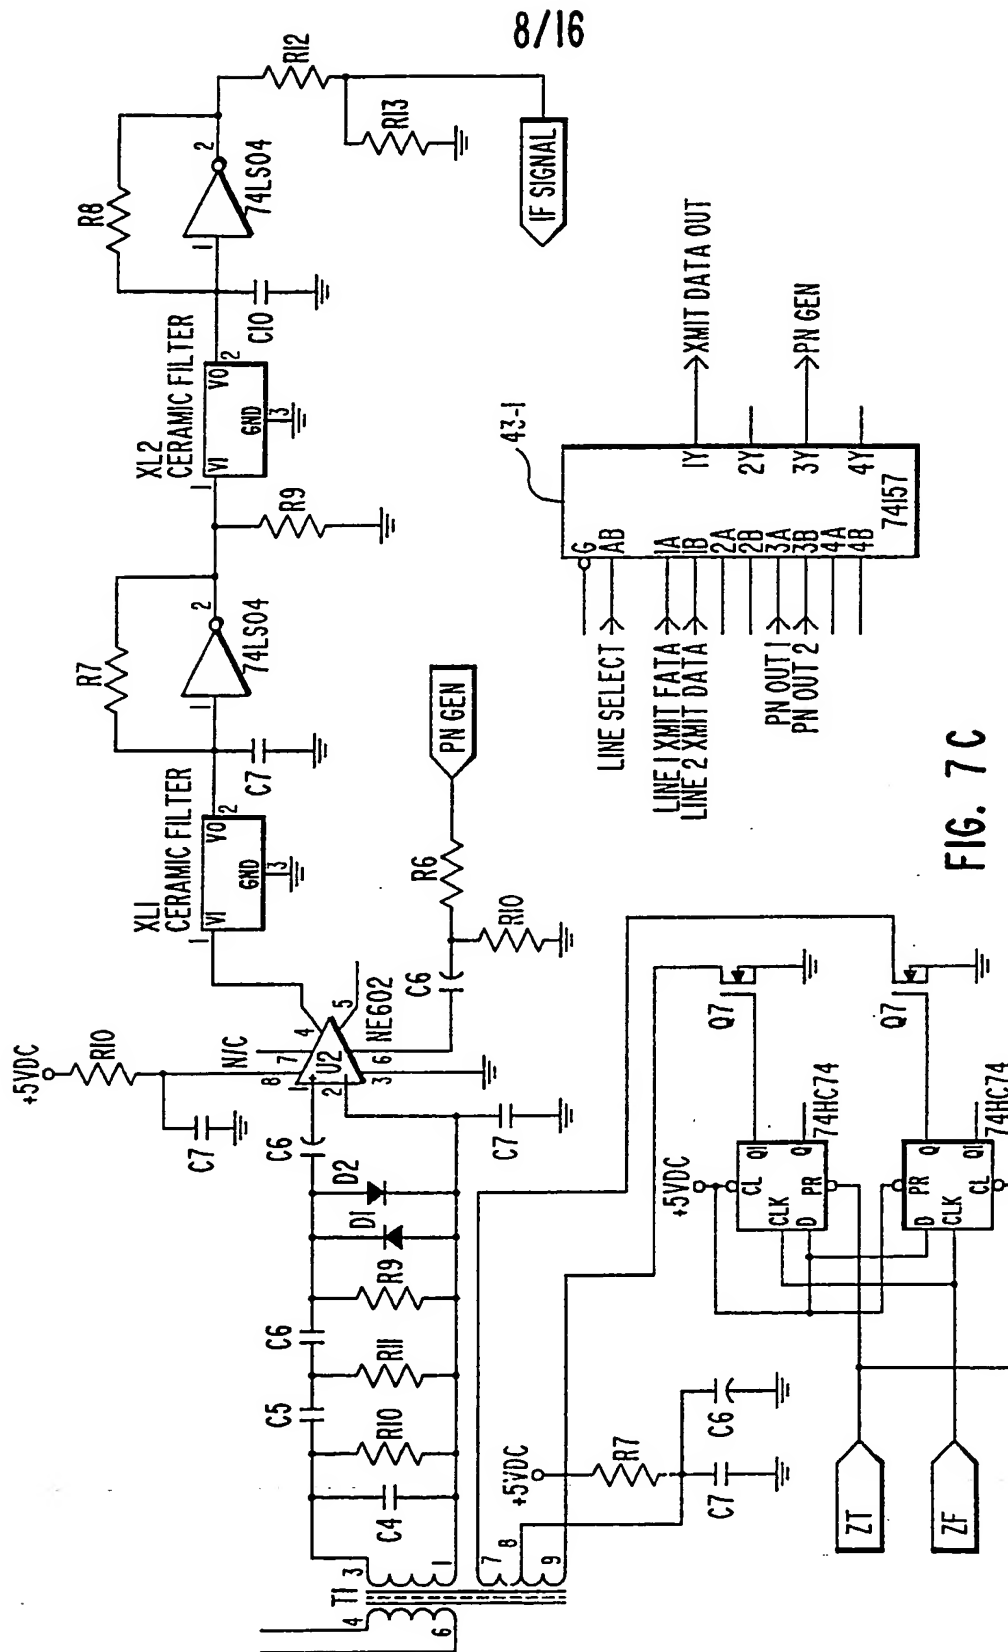 8/16
+5VDC
R10
C7
N/C
8
7
4
5
U2
NE602
1
2
3
6
C7
T1
4
6
3
1
7
8
9
C4
R10
C5
R11
C6
R9
D1
D2
C6
XL1
CERAMIC FILTER
1
VI
VO
2
GND
3
C7
R7
1
2
74LS04
R9
XL2
CERAMIC FILTER
1
VI
VO
2
GND
3
C10
R8
1
2
74LS04
R12
R13
IF SIGNAL
C6
R10
R6
PN GEN
43-1
G
AB
1A
1B
2A
2B
3A
3B
4A
4B
1Y
2Y
3Y
4Y
74157
LINE SELECT
LINE 1 XMIT FATA
LINE 2 XMIT DATA
PN OUT 1
PN OUT 2
XMIT DATA OUT
PN GEN
+5VDC
R7
C7
C6
+5VDC
CL
CLK
D
PR
Q1
Q
74HC74
Q7
PR
D
CLK
CL
Q
Q1
74HC74
Q7
ZT
ZF
FIG. 7C